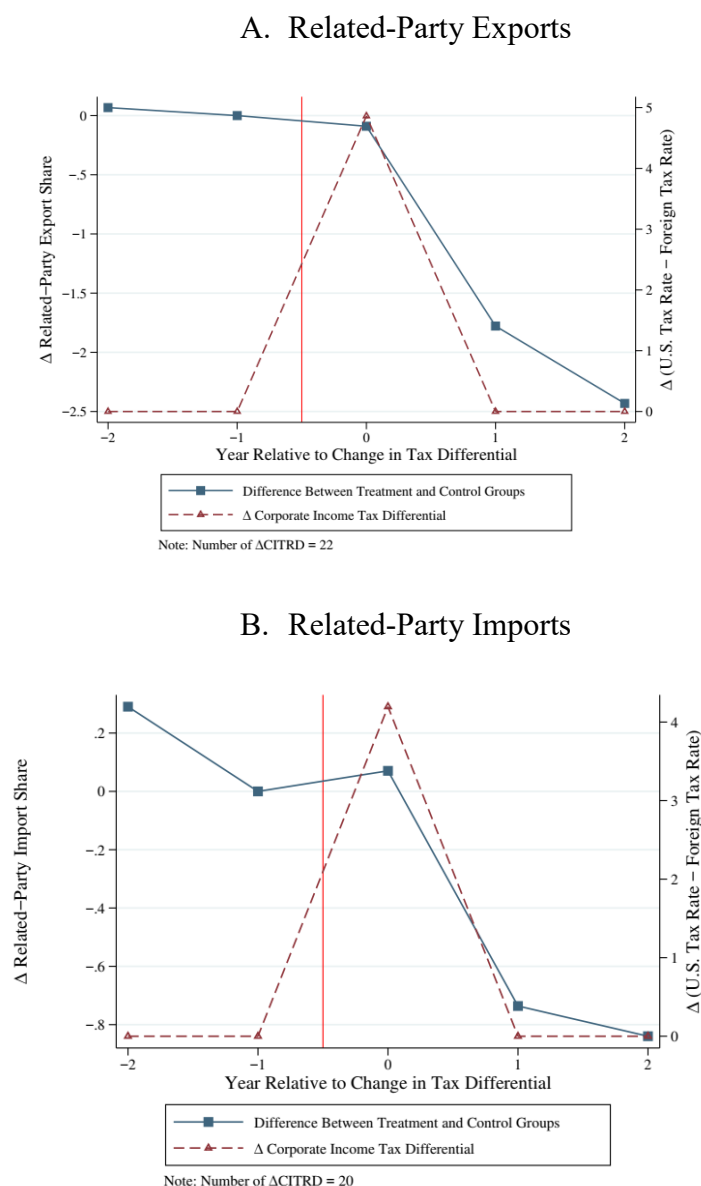 A. Related-Party Exports
Δ Related−Party Export Share
0
−.5
−1
−1.5
−2
−2.5
5
4
3
2
1
0
Δ (U.S. Tax Rate − Foreign Tax Rate)
−2 −1 0 1 2
Year Relative to Change in Tax Differential
Difference Between Treatment and Control Groups
Δ Corporate Income Tax Differential
Note: Number of ΔCITRD = 22
B. Related-Party Imports
Δ Related−Party Import Share
.2
0
−.2
−.4
−.6
−.8
4
3
2
1
0
Δ (U.S. Tax Rate − Foreign Tax Rate)
−2 −1 0 1 2
Year Relative to Change in Tax Differential
Difference Between Treatment and Control Groups
Δ Corporate Income Tax Differential
Note: Number of ΔCITRD = 20